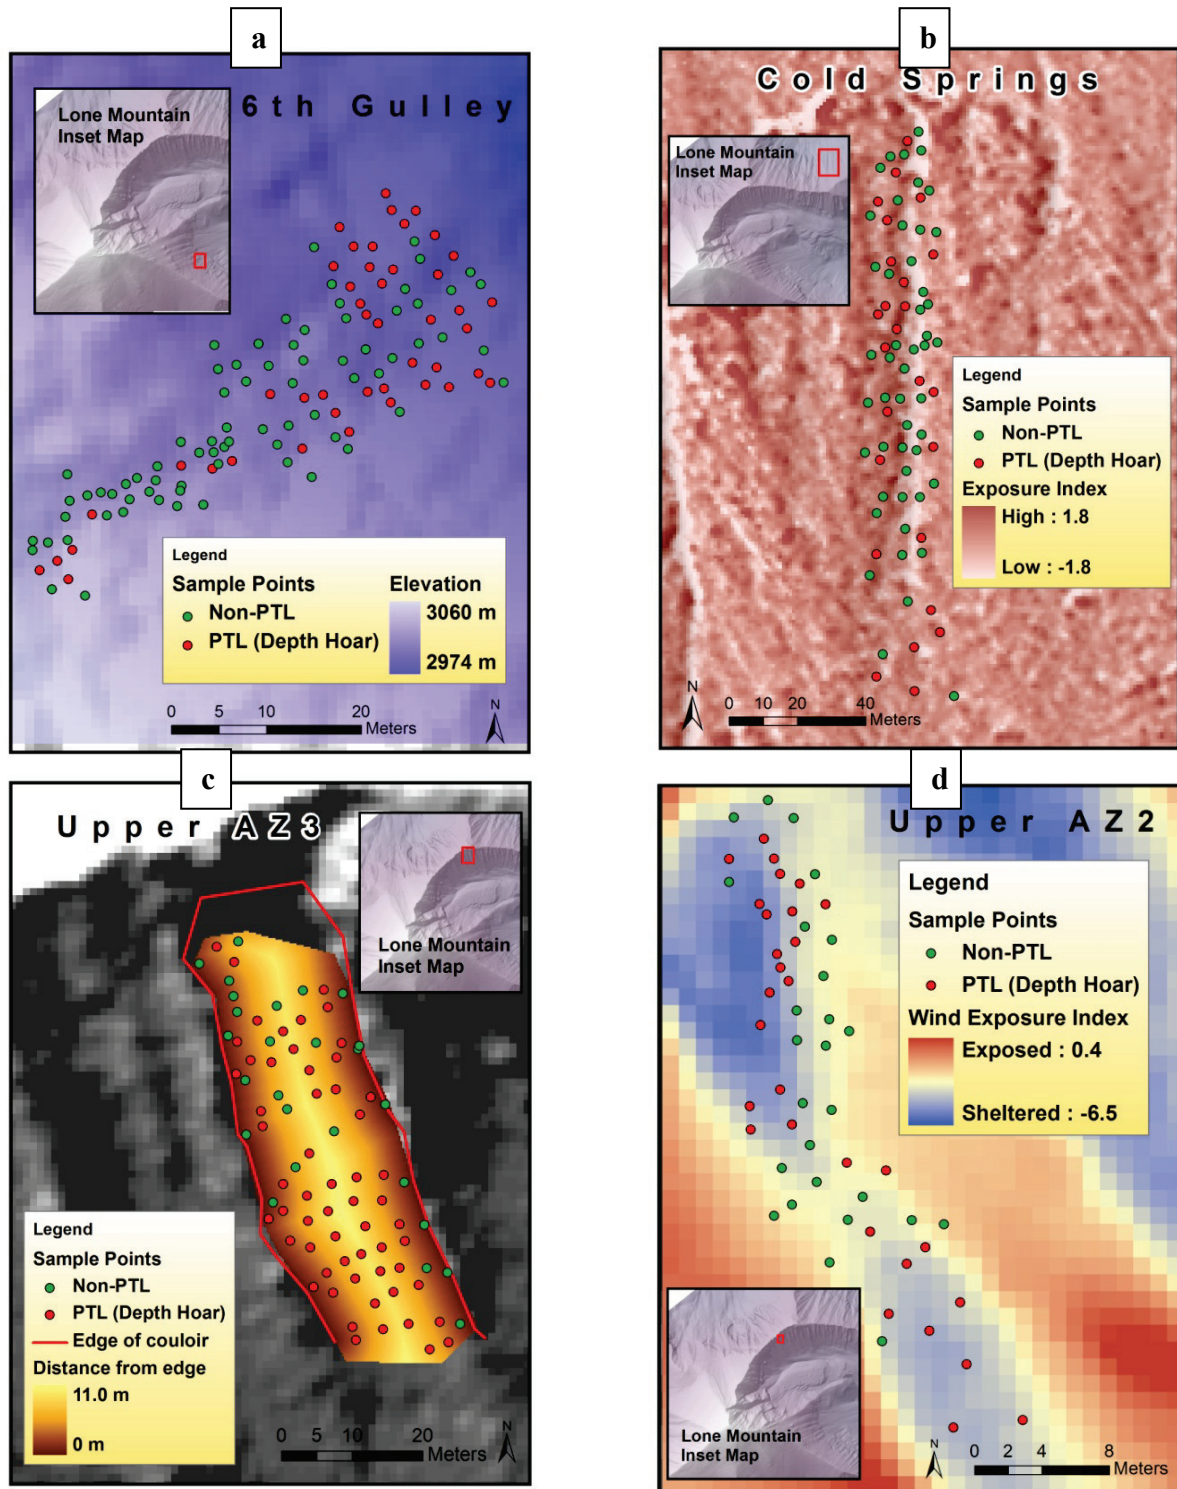 a
6th Gulley
Lone Mountain
Inset Map
Legend
Sample Points
Non-PTL
PTL (Depth Hoar)
Elevation
3060 m
2974 m
0 5 10 20
Meters
N
b
Cold Springs
Lone Mountain
Inset Map
Legend
Sample Points
Non-PTL
PTL (Depth Hoar)
Exposure Index
High : 1.8
Low : -1.8
N
0 10 20 40
Meters
c
Upper AZ3
Lone Mountain
Inset Map
Legend
Sample Points
Non-PTL
PTL (Depth Hoar)
Edge of couloir
Distance from edge
11.0 m
0 m
0 5 10 20
Meters
N
d
Upper AZ2
Legend
Sample Points
Non-PTL
PTL (Depth Hoar)
Wind Exposure Index
Exposed : 0.4
Sheltered : -6.5
Lone Mountain
Inset Map
N
0 2 4 8
Meters